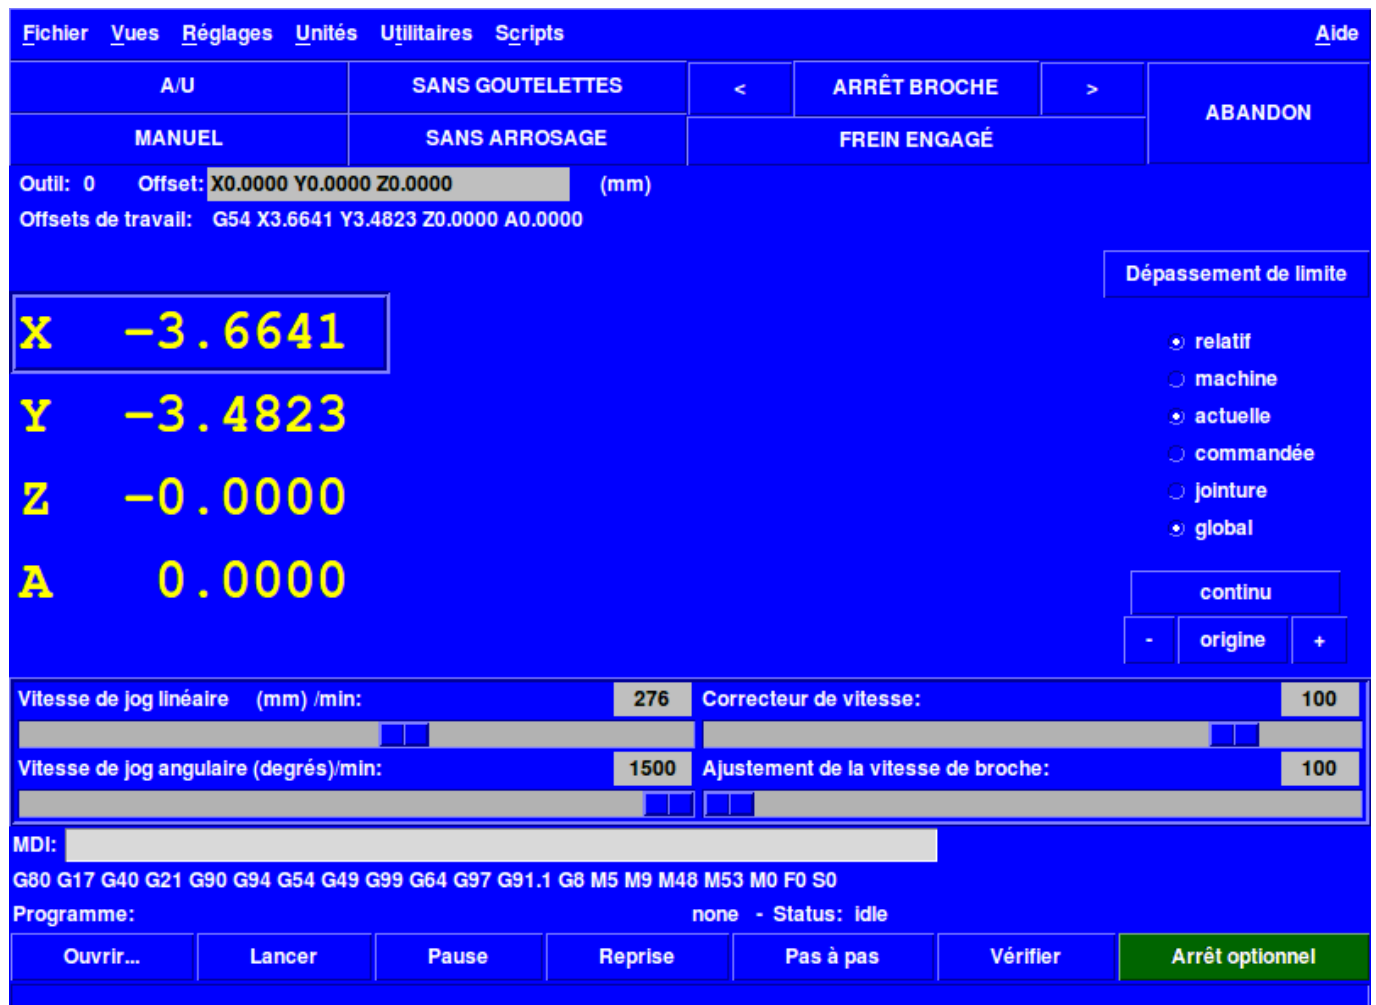 Fichier Vues Réglages Unités Utilitaires Scripts Aide
A/U SANS GOUTELETTES < ARRÊT BROCHE > ABANDON
MANUEL SANS ARROSAGE FREIN ENGAGÉ
Outil: 0 Offset: X0.0000 Y0.0000 Z0.0000 (mm)
Offsets de travail: G54 X3.6641 Y3.4823 Z0.0000 A0.0000
Dépassement de limite
X -3.6641
Y -3.4823
Z -0.0000
A 0.0000
relatif
machine
actuelle
commandée
jointure
global
continu
- origine +
Vitesse de jog linéaire (mm) /min: 276 Correcteur de vitesse: 100
Vitesse de jog angulaire (degrés)/min: 1500 Ajustement de la vitesse de broche: 100
MDI:
G80 G17 G40 G21 G90 G94 G54 G49 G99 G64 G97 G91.1 G8 M5 M9 M48 M53 M0 F0 S0
Programme: none - Status: idle
Ouvrir... Lancer Pause Reprise Pas à pas Vérifier Arrêt optionnel